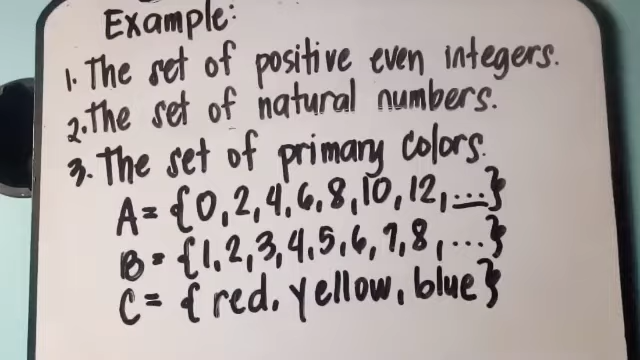 Example:
1. The set of positive even integers.
2. The set of natural numbers.
3. The set of primary colors.
A = {0, 2, 4, 6, 8, 10, 12, ...}
B = {1, 2, 3, 4, 5, 6, 7, 8, ...}
C = { red, yellow, blue}